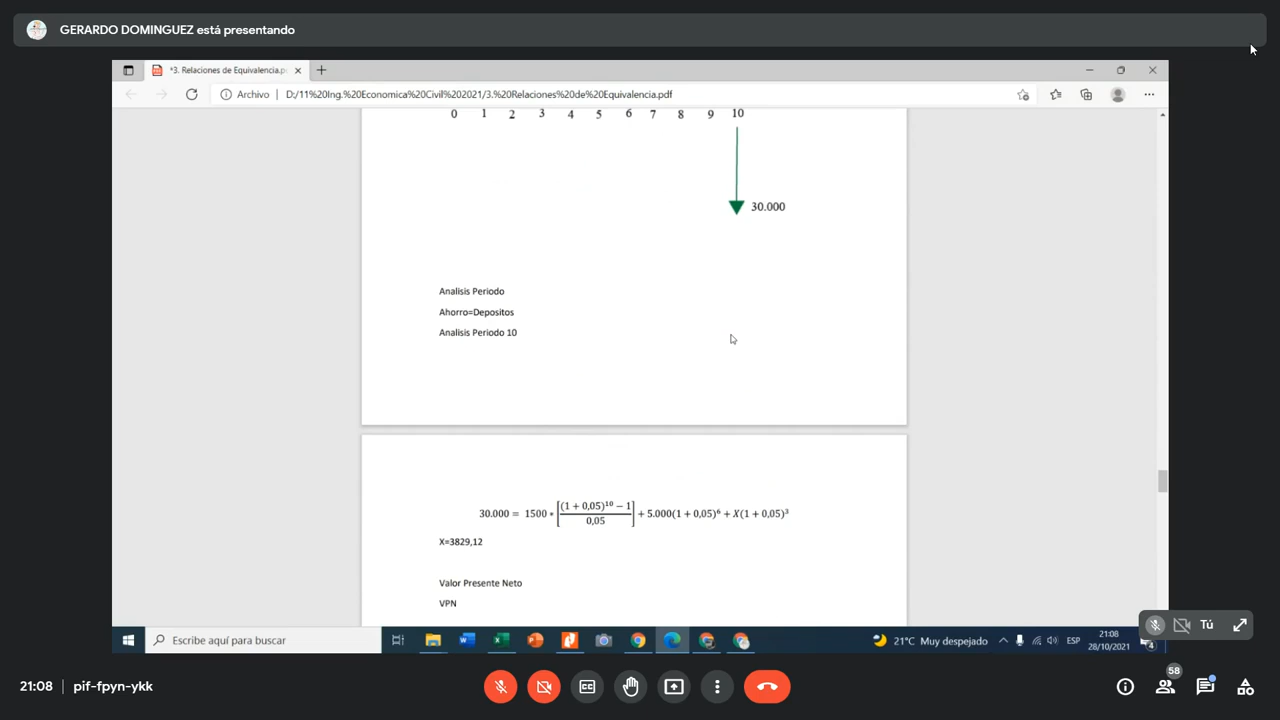 GERARDO DOMINGUEZ está presentando
*3. Relaciones de Equivalencia.p
Archivo D:/11%20Ing.%20Economica%20Civil%202021/3.%20Relaciones%20de%20Equivalencia.pdf
0 1 2 3 4 5 6 7 8 9 10
30.000
Analisis Periodo
Ahorro=Depositos
Analisis Periodo 10
30.000 = 1500 * [((1 + 0,05)¹⁰ − 1)/0,05] + 5.000(1 + 0,05)⁶ + X(1 + 0,05)³
X=3829,12
Valor Presente Neto
VPN
Tú
Escribe aquí para buscar
21°C Muy despejado
ESP
21:08
28/10/2021
4
21:08 | pif-fpyn-ykk
58